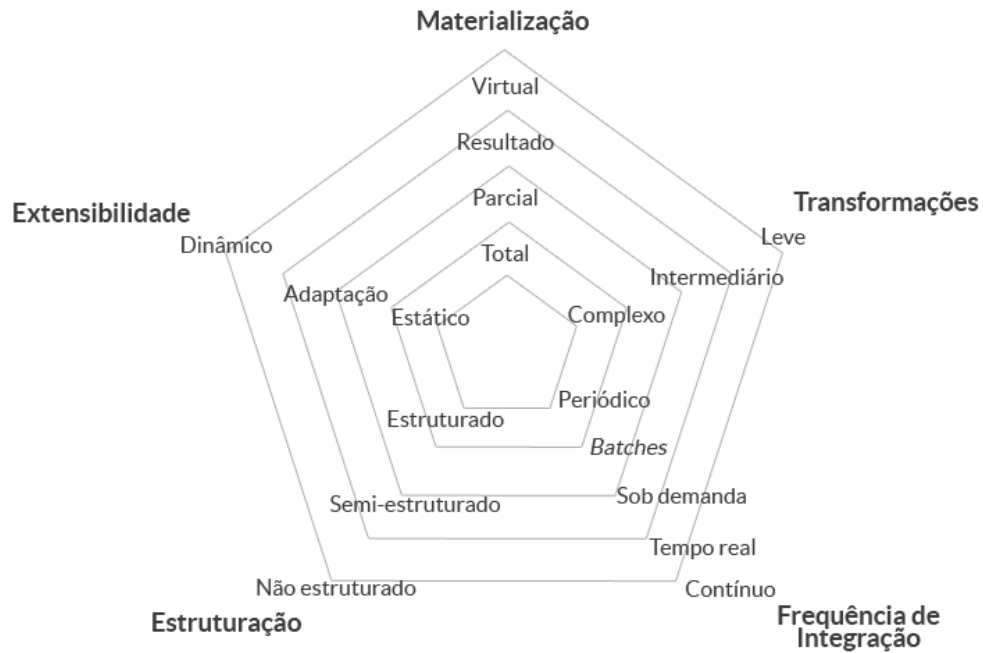 Materialização
Virtual
Resultado
Parcial
Total
Transformações
Leve
Intermediário
Complexo
Extensibilidade
Dinâmico
Adaptação
Estático
Periódico
Batches
Sob demanda
Tempo real
Contínuo
Frequência de
Integração
Estruturado
Semi-estruturado
Não estruturado
Estruturação